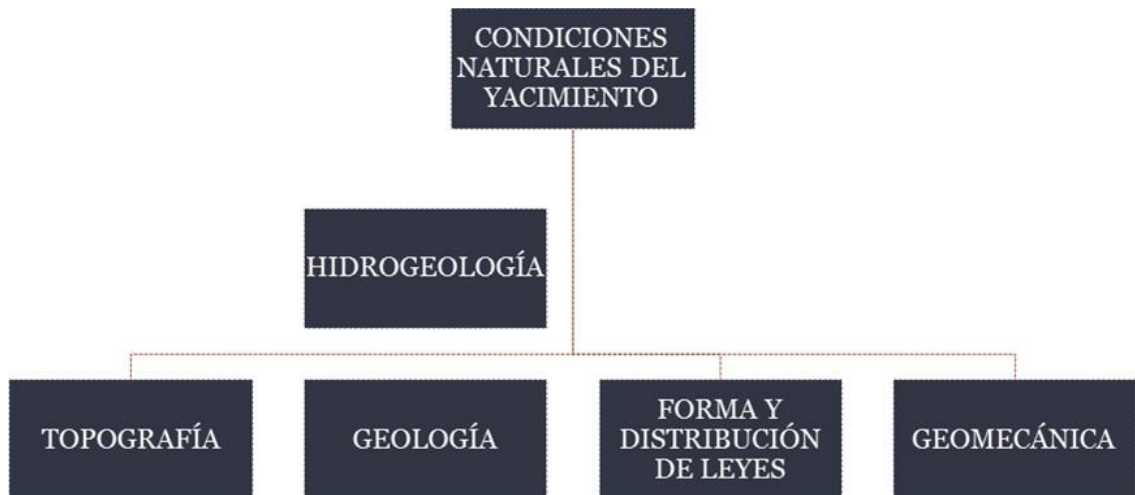 CONDICIONES
NATURALES DEL
YACIMIENTO
HIDROGEOLOGÍA
TOPOGRAFÍA
GEOLOGÍA
FORMA Y
DISTRIBUCIÓN
DE LEYES
GEOMECÁNICA